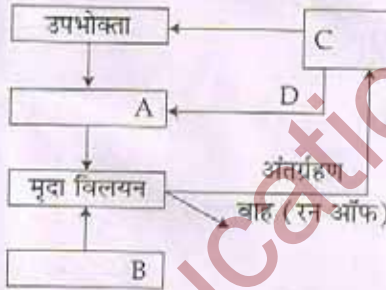 उपभोक्ता
C
A
D
मृदा विलयन
अंतर्ग्रहण
वाह (रन ऑफ)
B